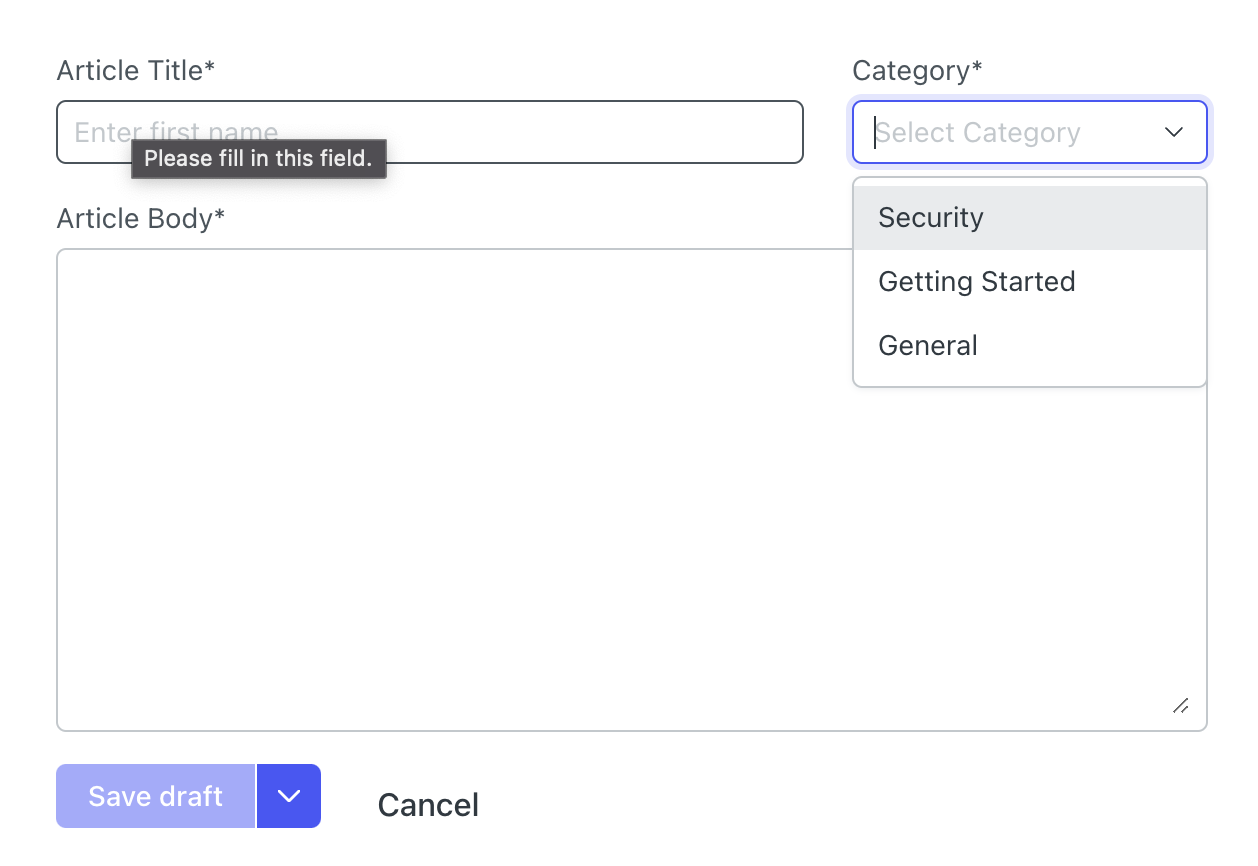 Article Title*
Category*
Enter first name
Select Category
Please fill in this field.
Article Body*
Security
Getting Started
General
Save draft
Cancel